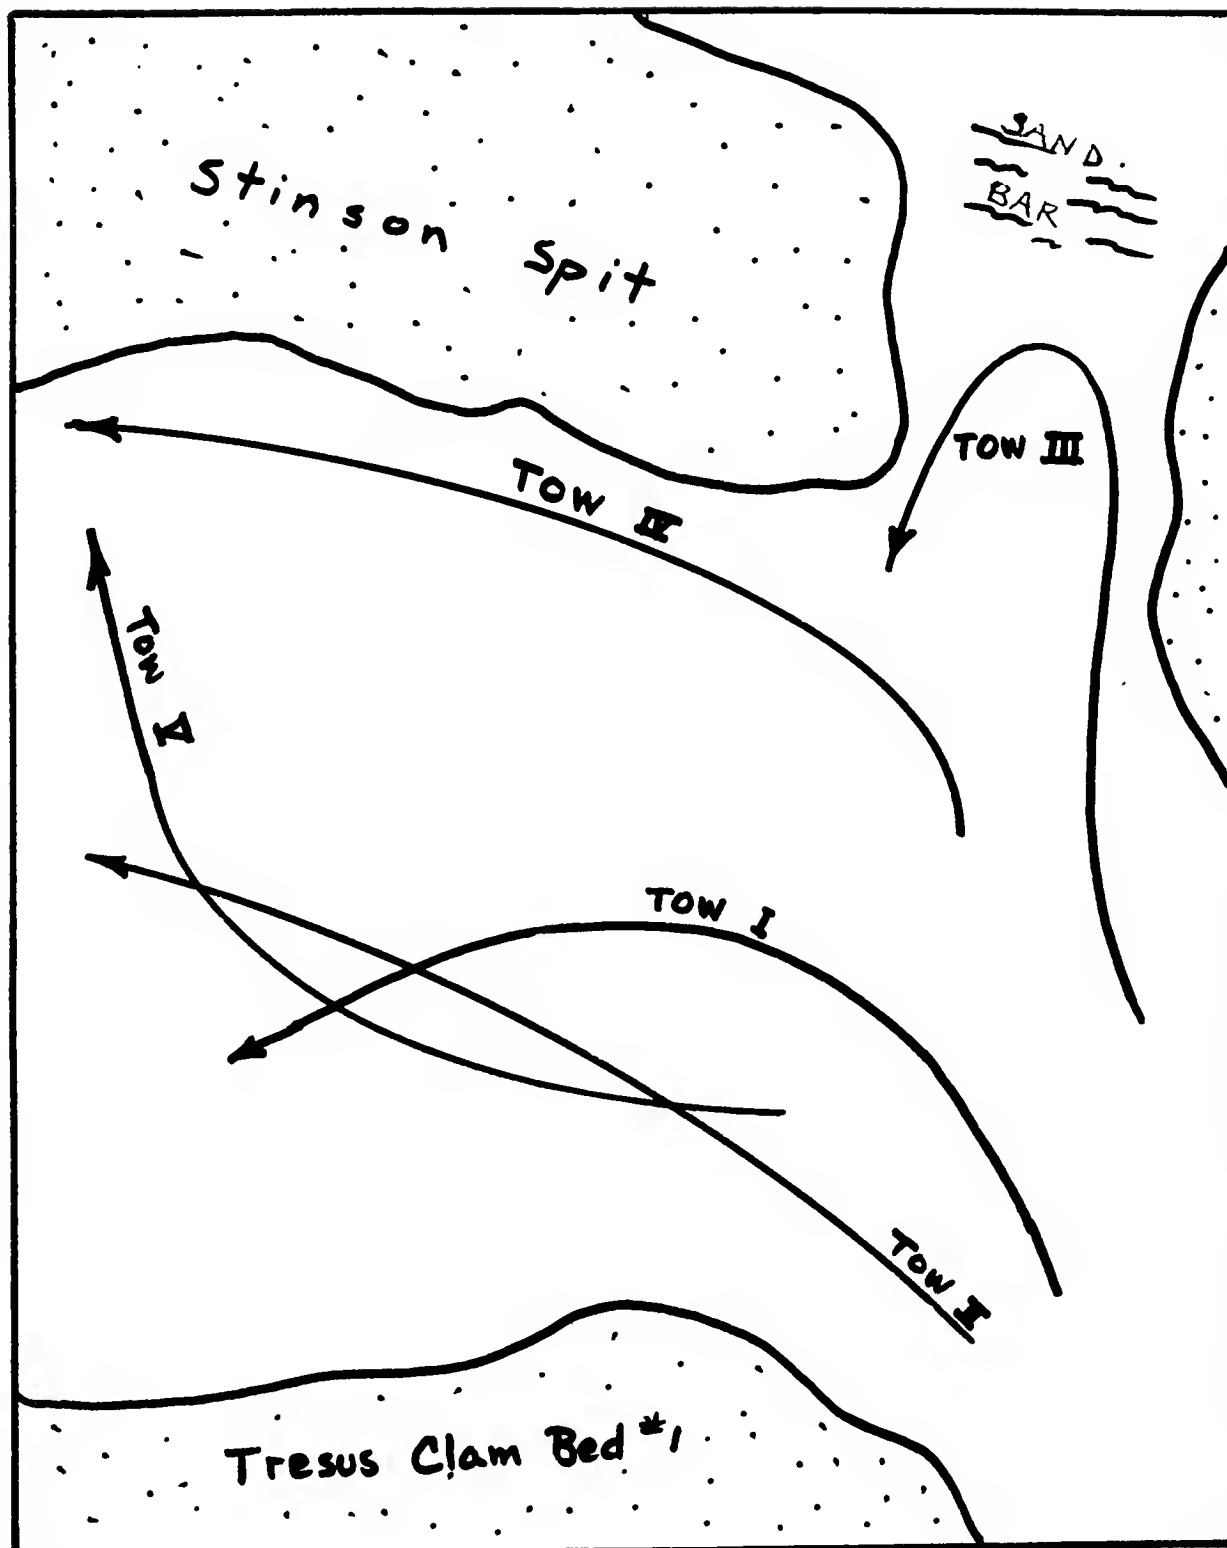 SAND.
BAR
Stinson Spit
TOW III
TOW IV
TOW V
TOW I
TOW II
Tresus Clam Bed #1